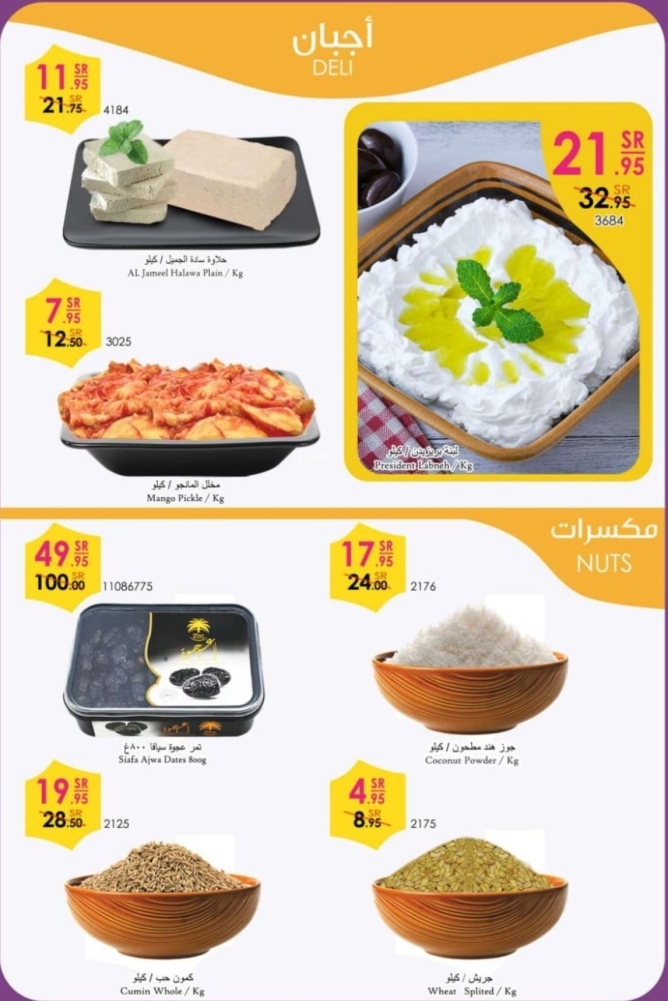 أجبان
DELI
11 SR .95
21 SR .75
4184
حلاوة سادة الجميل / كيلو
AL Jameel Halawa Plain / Kg
21 SR .95
32 SR .95
3684
لبنة بريزيدن / كيلو
President Labneh / Kg
7 SR .95
12 SR .50
3025
مخلل المانجو / كيلو
Mango Pickle / Kg
مكسرات
NUTS
49 SR .95
100 SR .00
11086775
عجوة
تمر عجوة سيافا ٨٠٠غ
Siafa Ajwa Dates 800g
17 SR .95
24 SR .00
2176
جوز هند مطحون / كيلو
Coconut Powder / Kg
19 SR .95
28 SR .50
2125
كمون حب / كيلو
Cumin Whole / Kg
4 SR .95
8 SR .95
2175
جريش / كيلو
Wheat Splited / Kg